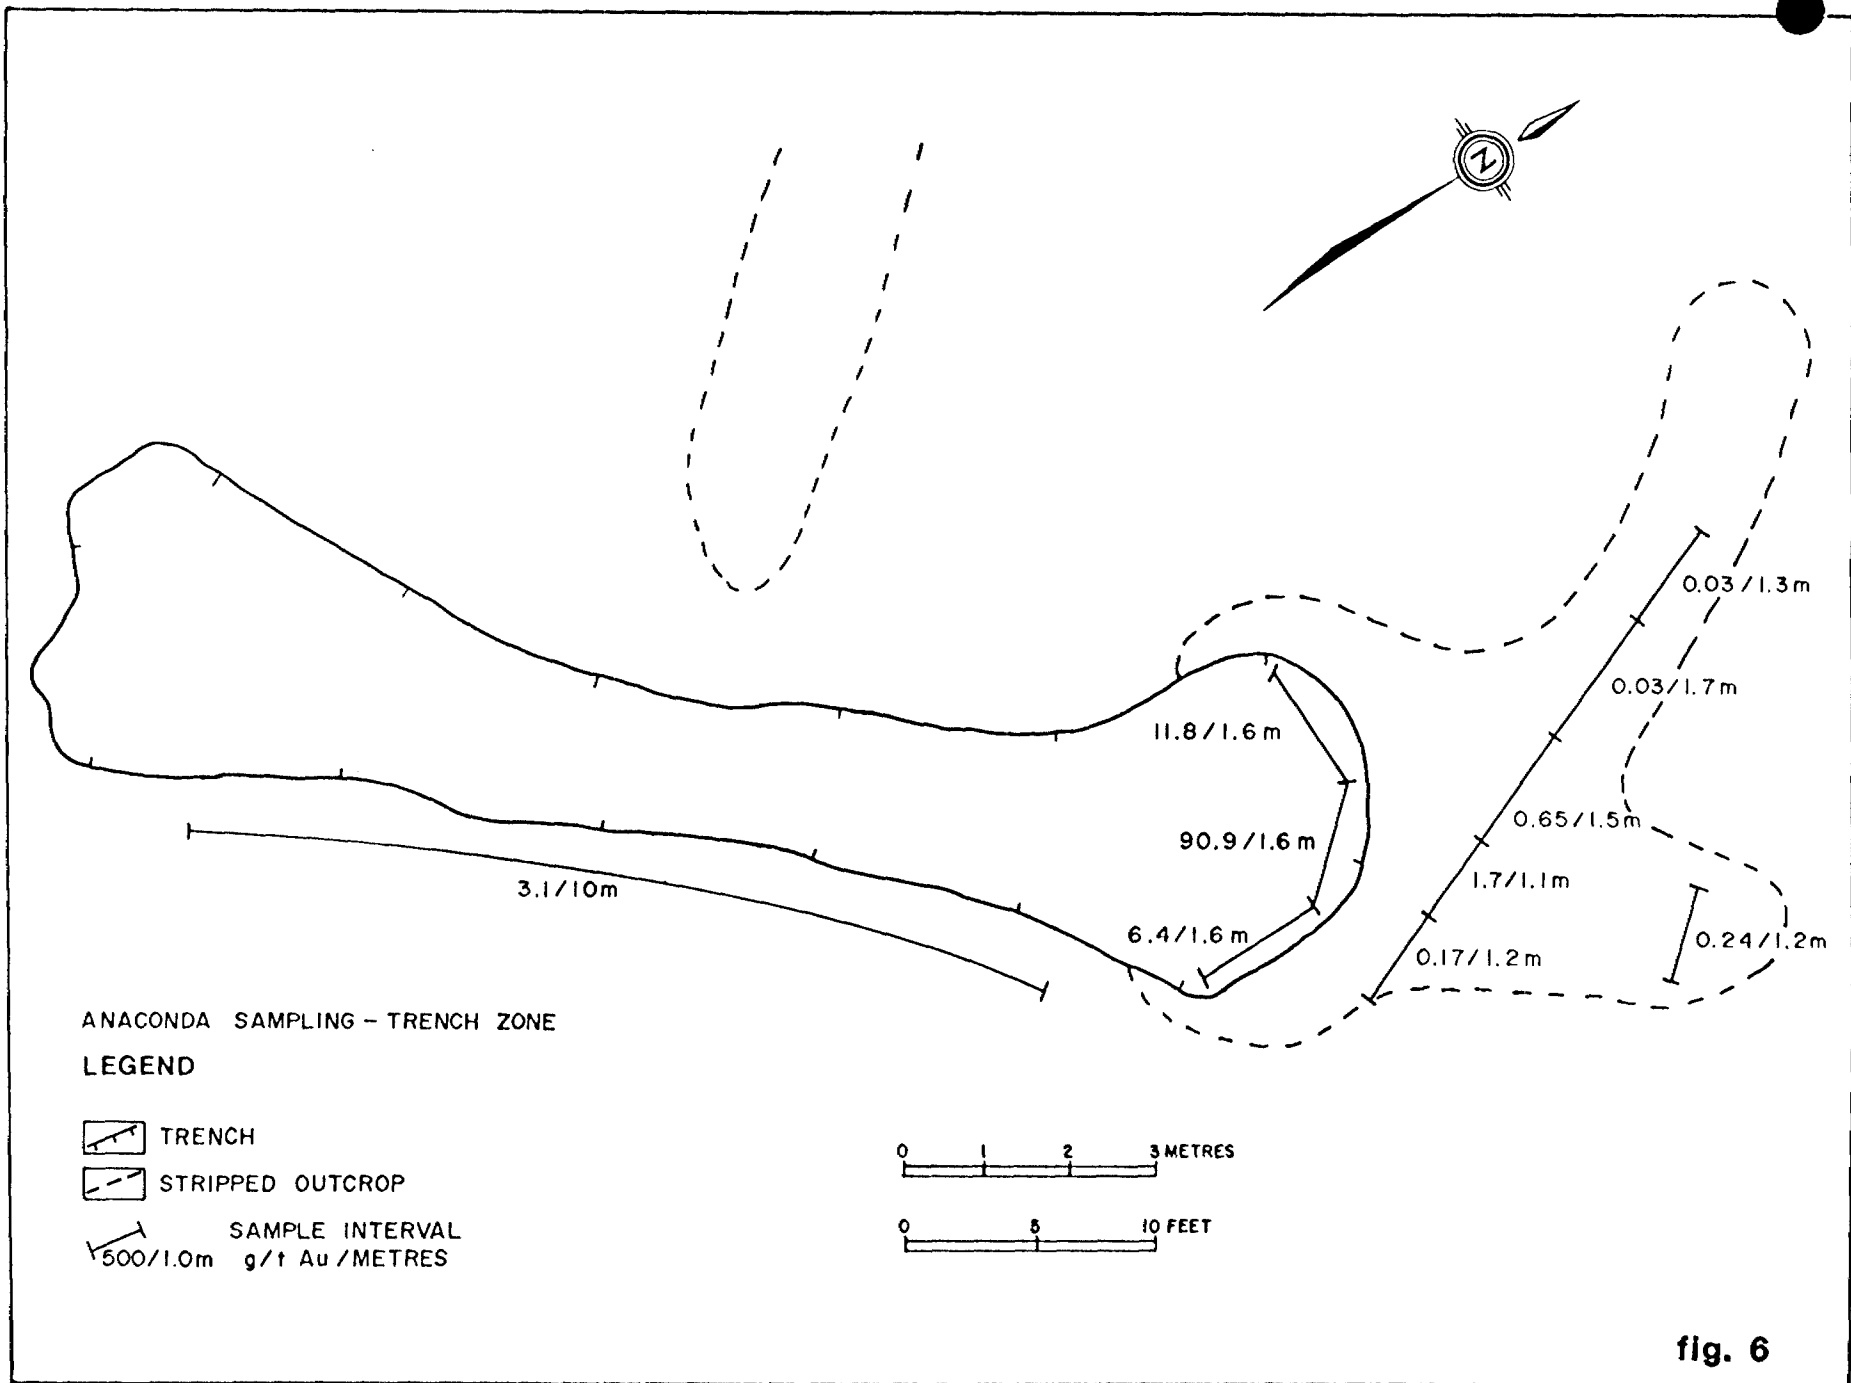 N
0.03/1.3m
0.03/1.7m
11.8/1.6m
0.65/1.5m
90.9/1.6m
1.7/1.1m
3.1/10m
6.4/1.6m
0.24/1.2m
0.17/1.2m
ANACONDA SAMPLING – TRENCH ZONE
LEGEND
TRENCH
STRIPPED OUTCROP
SAMPLE INTERVAL
500/1.0m g/t Au/METRES
0 1 2 3 METRES
0 5 10 FEET
fig. 6